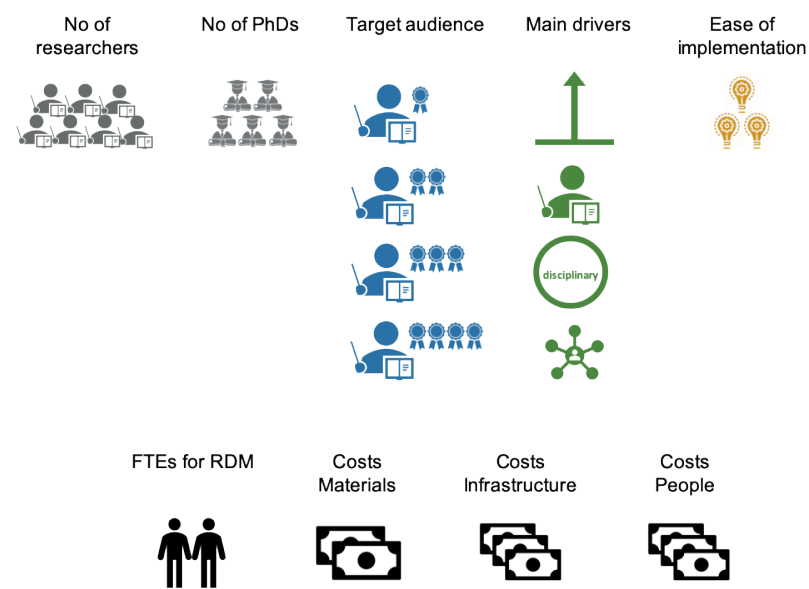 No of
researchers
No of PhDs
Target audience
Main drivers
Ease of
implementation
disciplinary
FTEs for RDM
Costs
Materials
Costs
Infrastructure
Costs
People